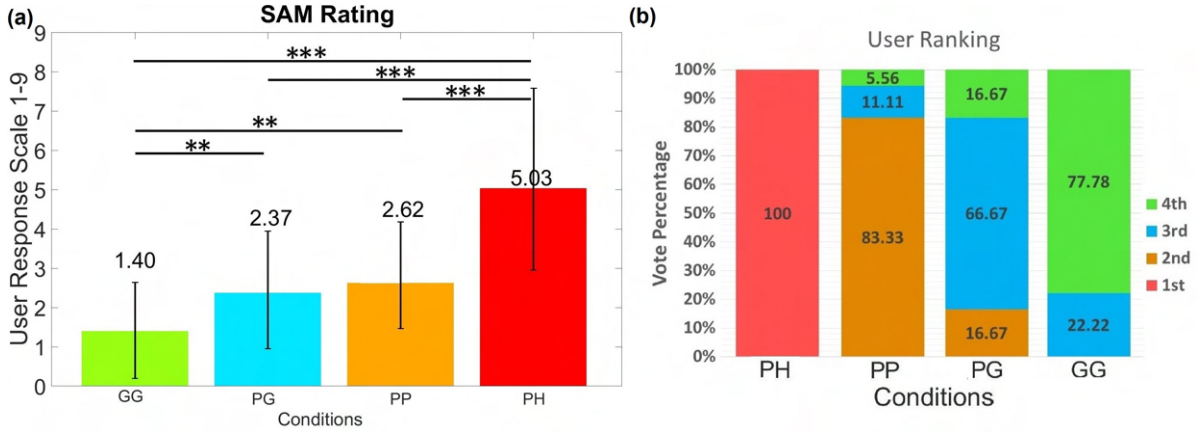 (a)
SAM Rating
User Response Scale 1-9
9
8
7
6
5
4
3
2
1
0
***
***
***
**
**
1.40
2.37
2.62
5.03
GG
PG
PP
PH
Conditions
(b)
User Ranking
Vote Percentage
100%
90%
80%
70%
60%
50%
40%
30%
20%
10%
0%
100
5.56
11.11
83.33
16.67
66.67
16.67
77.78
22.22
4th
3rd
2nd
1st
PH
PP
PG
GG
Conditions